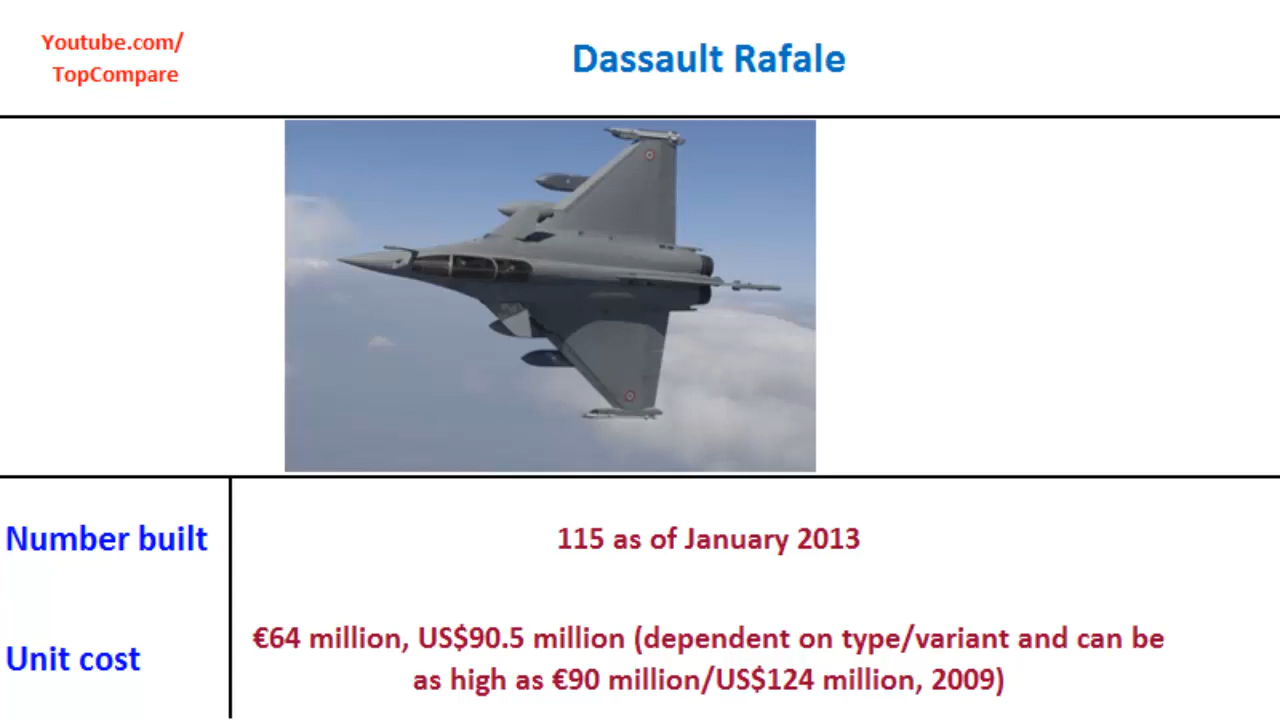 Youtube.com/
TopCompare
Dassault Rafale
Number built
115 as of January 2013
Unit cost
€64 million, US$90.5 million (dependent on type/variant and can be
as high as €90 million/US$124 million, 2009)